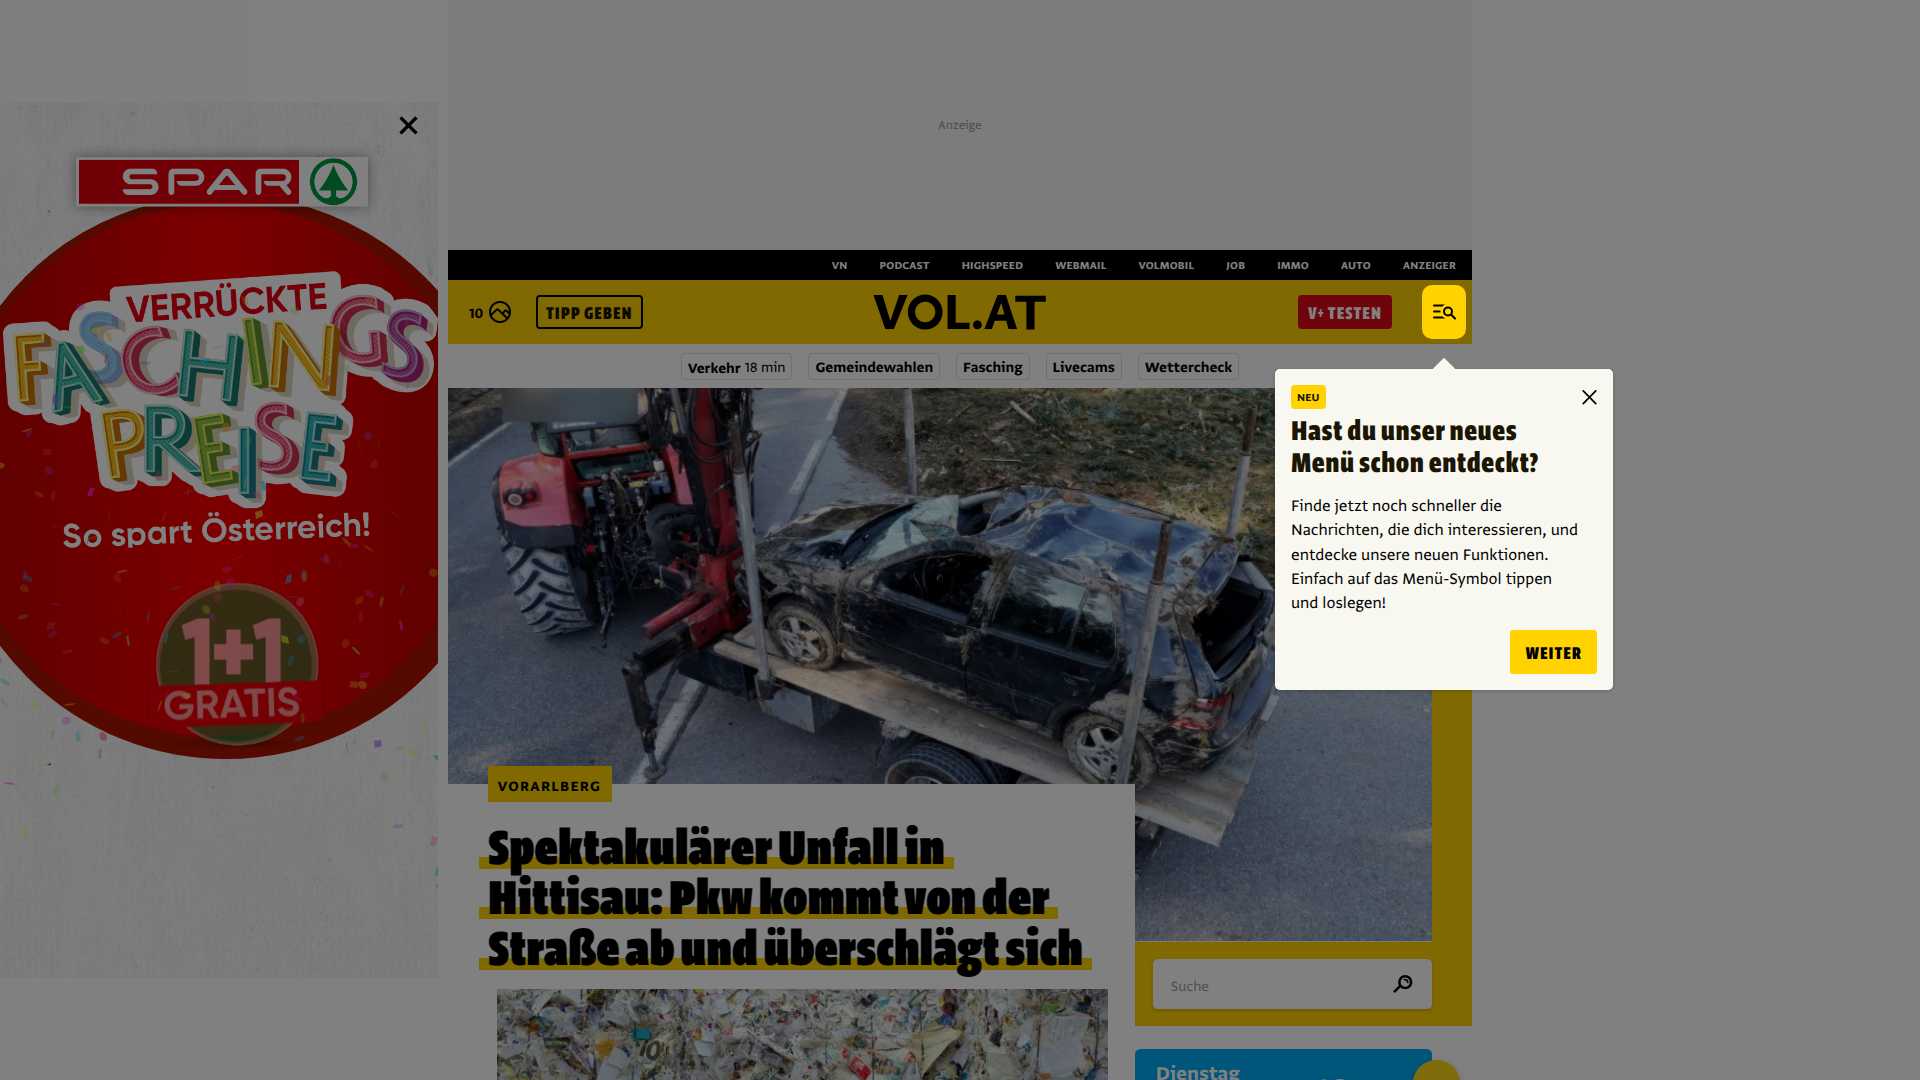 Anzeige
SPAR
VERRÜCKTE
FASCHINGS
PREISE
So spart Österreich!
1+1
GRATIS
VN PODCAST HIGHSPEED WEBMAIL VOLMOBIL JOB IMMO AUTO ANZEIGER
10 TIPP GEBEN VOL.AT V+ TESTEN
Verkehr 18 min Gemeindewahlen Fasching Livecams Wettercheck
NEU
Hast du unser neues
Menü schon entdeckt?
Finde jetzt noch schneller die
Nachrichten, die dich interessieren, und
entdecke unsere neuen Funktionen.
Einfach auf das Menü-Symbol tippen
und loslegen!
WEITER
VORARLBERG
Spektakulärer Unfall in
Hittisau: Pkw kommt von der
Straße ab und überschlägt sich
Suche
Dienstag